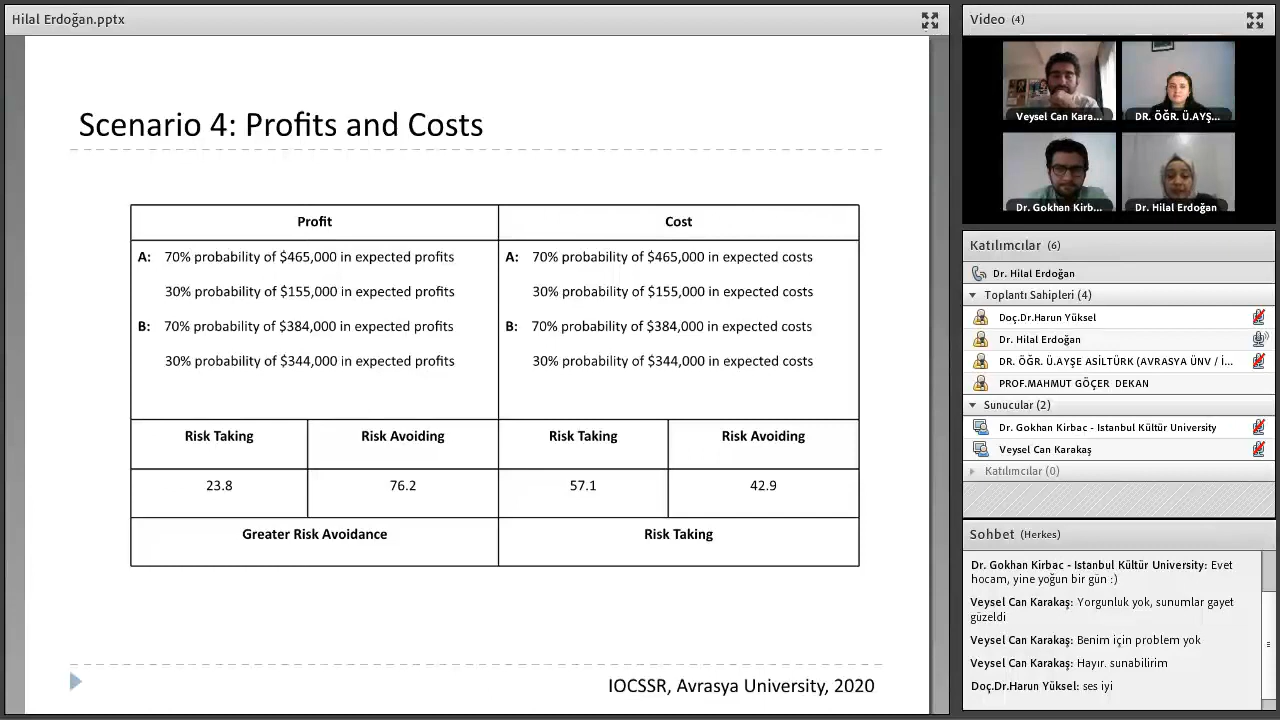 Hilal Erdoğan.pptx
Scenario 4: Profits and Costs
Profit
Cost
A: 70% probability of $465,000 in expected profits
30% probability of $155,000 in expected profits
B: 70% probability of $384,000 in expected profits
30% probability of $344,000 in expected profits
A: 70% probability of $465,000 in expected costs
30% probability of $155,000 in expected costs
B: 70% probability of $384,000 in expected costs
30% probability of $344,000 in expected costs
Risk Taking
Risk Avoiding
Risk Taking
Risk Avoiding
23.8
76.2
57.1
42.9
Greater Risk Avoidance
Risk Taking
IOCSSR, Avrasya University, 2020
Video (4)
Veysel Can Kara...
DR. ÖĞR. Ü.AYŞ...
Dr. Gokhan Kirb...
Dr. Hilal Erdoğan
Katılımcılar (6)
Dr. Hilal Erdoğan
Toplantı Sahipleri (4)
Doç.Dr.Harun Yüksel
Dr. Hilal Erdoğan
DR. ÖĞR. Ü.AYŞE ASİLTÜRK (AVRASYA ÜNV / İ...
PROF.MAHMUT GÖÇER DEKAN
Sunucular (2)
Dr. Gokhan Kirbac - Istanbul Kültür University
Veysel Can Karakaş
Katılımcılar (0)
Sohbet (Herkes)
Dr. Gokhan Kirbac - Istanbul Kültür University: Evet
hocam, yine yoğun bir gün :)
Veysel Can Karakaş: Yorgunluk yok, sunumlar gayet
güzeldi
Veysel Can Karakaş: Benim için problem yok
Veysel Can Karakaş: Hayır. sunabilirim
Doç.Dr.Harun Yüksel: ses iyi